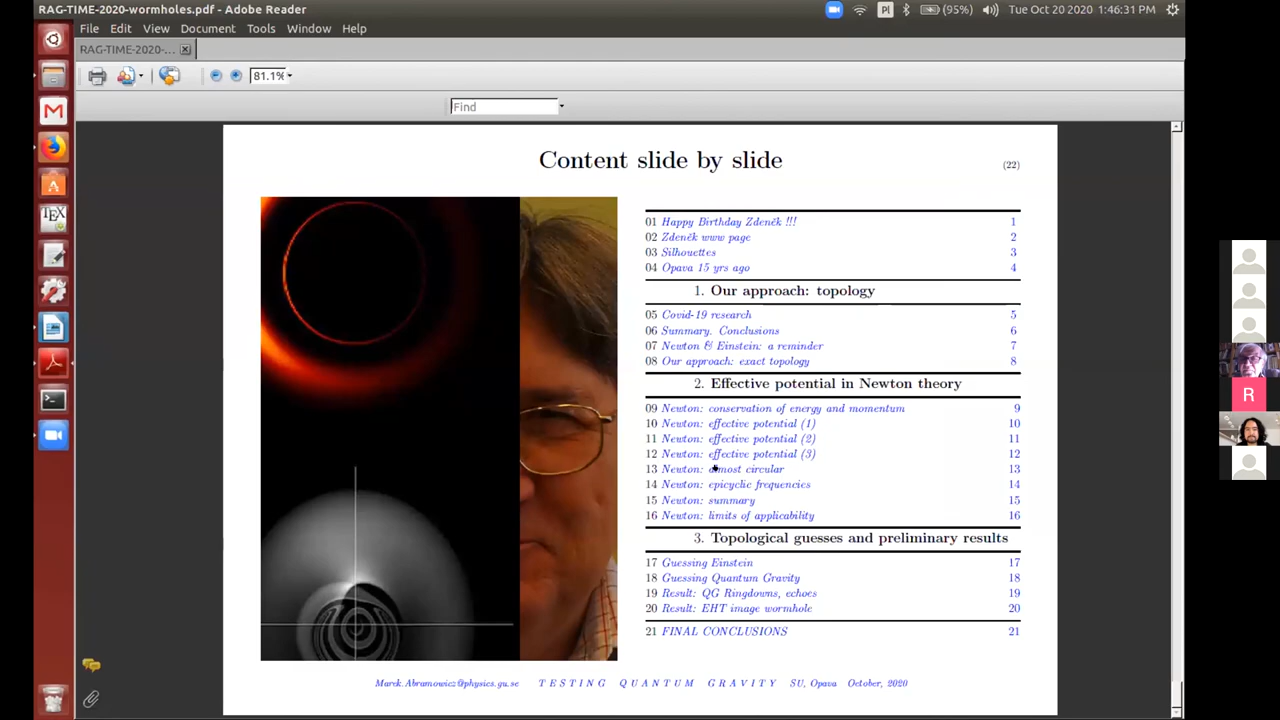 RAG-TIME-2020-wormholes.pdf - Adobe Reader
Pl
(95%)
Tue Oct 20 2020 1:46:31 PM
File Edit View Document Tools Window Help
RAG-TIME-2020-...
81.1%
Find
Content slide by slide
(22)
01 Happy Birthday Zdeněk !!! 1
02 Zdeněk www page 2
03 Silhouettes 3
04 Opava 15 yrs ago 4
1. Our approach: topology
05 Covid-19 research 5
06 Summary. Conclusions 6
07 Newton & Einstein: a reminder 7
08 Our approach: exact topology 8
2. Effective potential in Newton theory
09 Newton: conservation of energy and momentum 9
10 Newton: effective potential (1) 10
11 Newton: effective potential (2) 11
12 Newton: effective potential (3) 12
13 Newton: almost circular 13
14 Newton: epicyclic frequencies 14
15 Newton: summary 15
16 Newton: limits of applicability 16
3. Topological guesses and preliminary results
17 Guessing Einstein 17
18 Guessing Quantum Gravity 18
19 Result: QG Ringdowns, echoes 19
20 Result: EHT image wormhole 20
21 FINAL CONCLUSIONS 21
Marek.Abramowicz@physics.gu.se T E S T I N G Q U A N T U M G R A V I T Y SU, Opava October, 2020
TEX
R